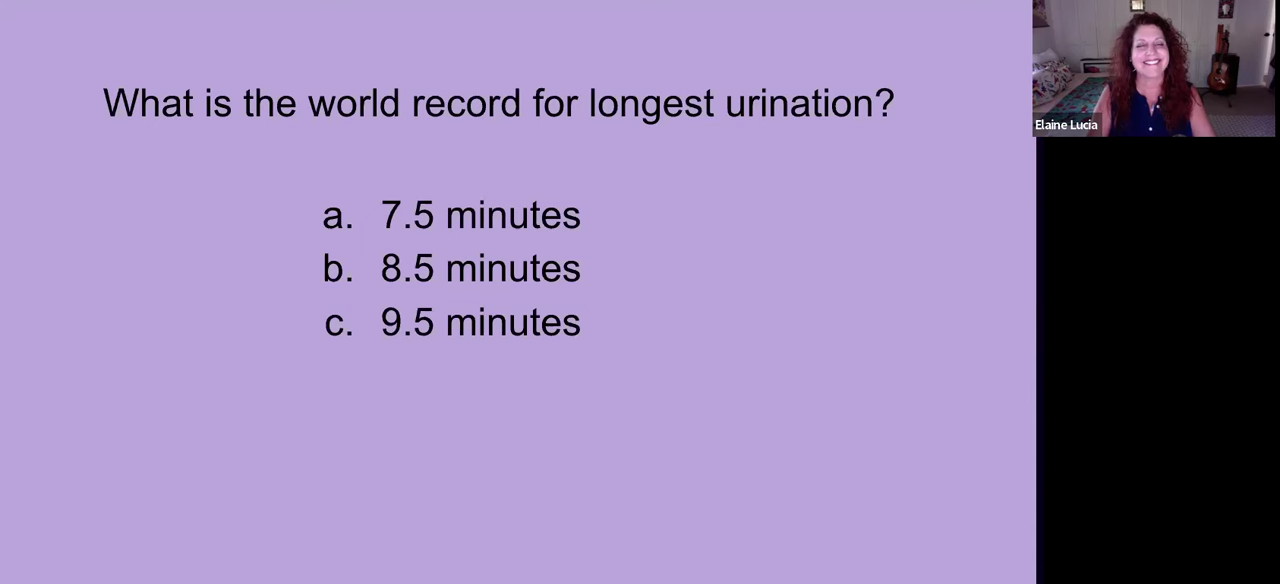 What is the world record for longest urination?
a. 7.5 minutes
b. 8.5 minutes
c. 9.5 minutes
Elaine Lucia